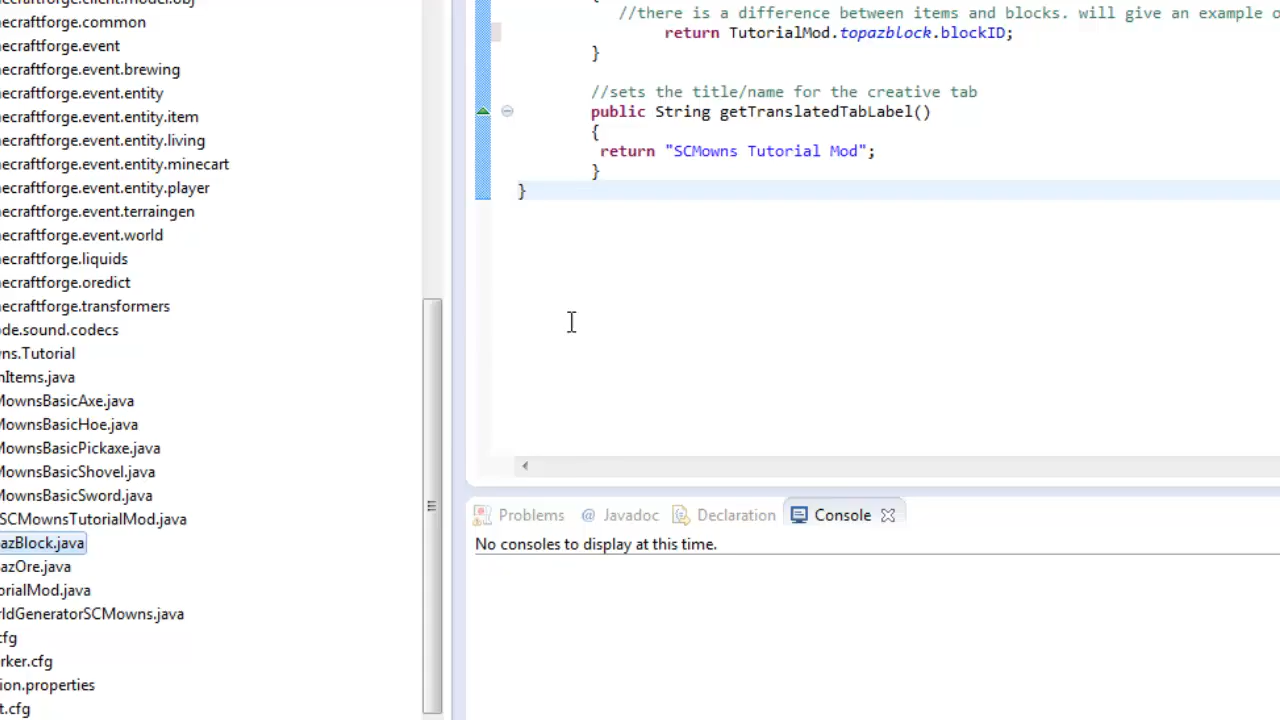 ecraftforge.client.model.obj
ecraftforge.common
ecraftforge.event
ecraftforge.event.brewing
ecraftforge.event.entity
ecraftforge.event.entity.item
ecraftforge.event.entity.living
ecraftforge.event.entity.minecart
ecraftforge.event.entity.player
ecraftforge.event.terraingen
ecraftforge.event.world
ecraftforge.liquids
ecraftforge.oredict
ecraftforge.transformers
de.sound.codecs
ns.Tutorial
nItems.java
MownsBasicAxe.java
MownsBasicHoe.java
MownsBasicPickaxe.java
MownsBasicShovel.java
MownsBasicSword.java
SCMownsTutorialMod.java
azBlock.java
azOre.java
orialMod.java
ldGeneratorSCMowns.java
cfg
rker.cfg
ion.properties
t.cfg
//there is a difference between items and blocks. will give an example o
return TutorialMod.topazblock.blockID;
}
//sets the title/name for the creative tab
public String getTranslatedTabLabel()
{
return "SCMowns Tutorial Mod";
}
}
Problems @ Javadoc Declaration Console
No consoles to display at this time.